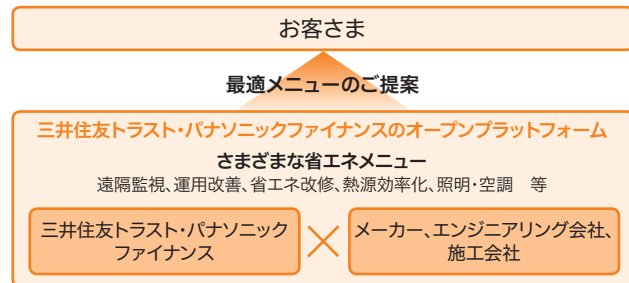 お客さま
最適メニューのご提案
三井住友トラスト・パナソニックファイナンスのオープンプラットフォーム
さまざまな省エネメニュー
遠隔監視、運用改善、省エネ改修、熱源効率化、照明・空調　等
三井住友トラスト・パナソニック
ファイナンス
メーカー、エンジニアリング会社、
施工会社